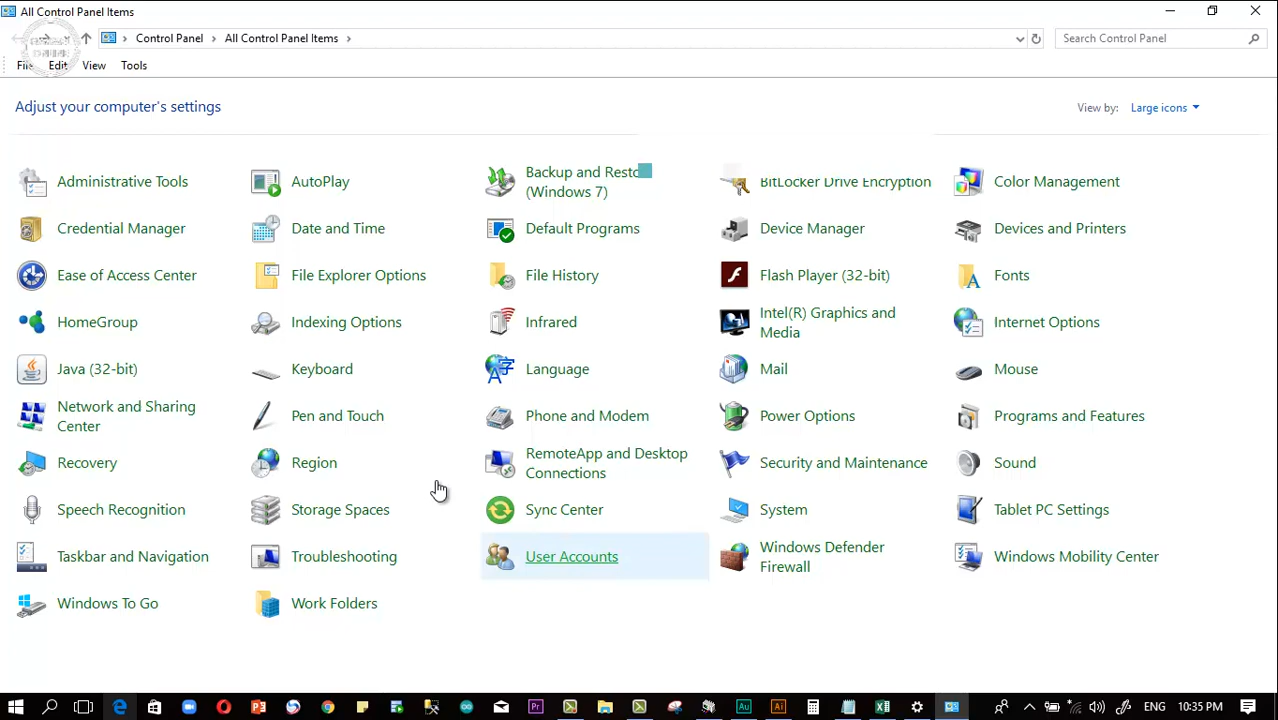 All Control Panel Items
Control Panel > All Control Panel Items >
Search Control Panel
File Edit View Tools
Adjust your computer's settings
View by: Large icons
Administrative Tools
AutoPlay
Backup and Resto
(Windows 7)
BitLocker Drive Encryption
Color Management
Credential Manager
Date and Time
Default Programs
Device Manager
Devices and Printers
Ease of Access Center
File Explorer Options
File History
Flash Player (32-bit)
Fonts
HomeGroup
Indexing Options
Infrared
Intel(R) Graphics and
Media
Internet Options
Java (32-bit)
Keyboard
Language
Mail
Mouse
Network and Sharing
Center
Pen and Touch
Phone and Modem
Power Options
Programs and Features
Recovery
Region
RemoteApp and Desktop
Connections
Security and Maintenance
Sound
Speech Recognition
Storage Spaces
Sync Center
System
Tablet PC Settings
Taskbar and Navigation
Troubleshooting
User Accounts
Windows Defender
Firewall
Windows Mobility Center
Windows To Go
Work Folders
ENG 10:35 PM